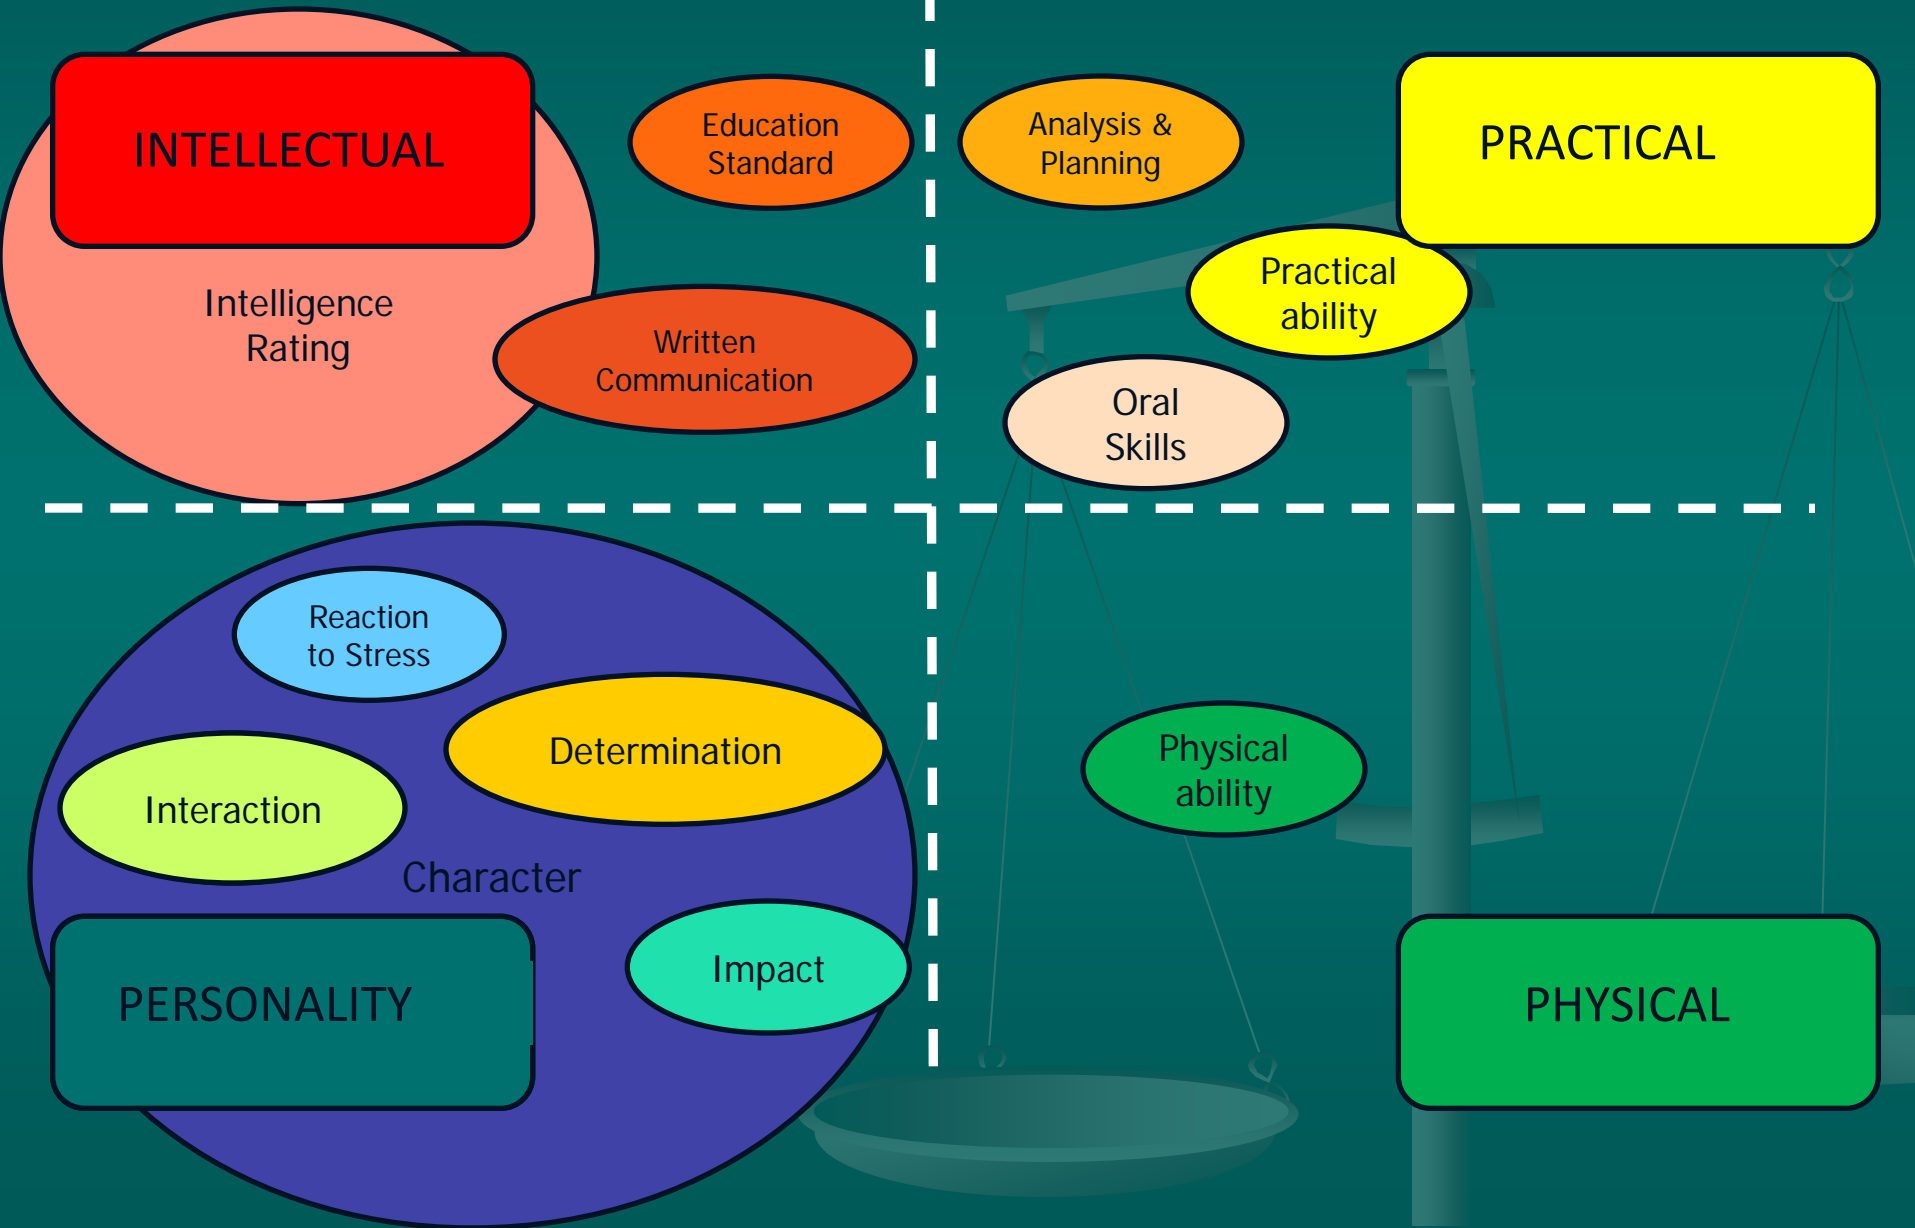 INTELLECTUAL
Intelligence
Rating
Education
Standard
Written
Communication
Analysis &
Planning
PRACTICAL
Practical
ability
Oral
Skills
Reaction
to Stress
Determination
Interaction
Character
Impact
PERSONALITY
Physical
ability
PHYSICAL